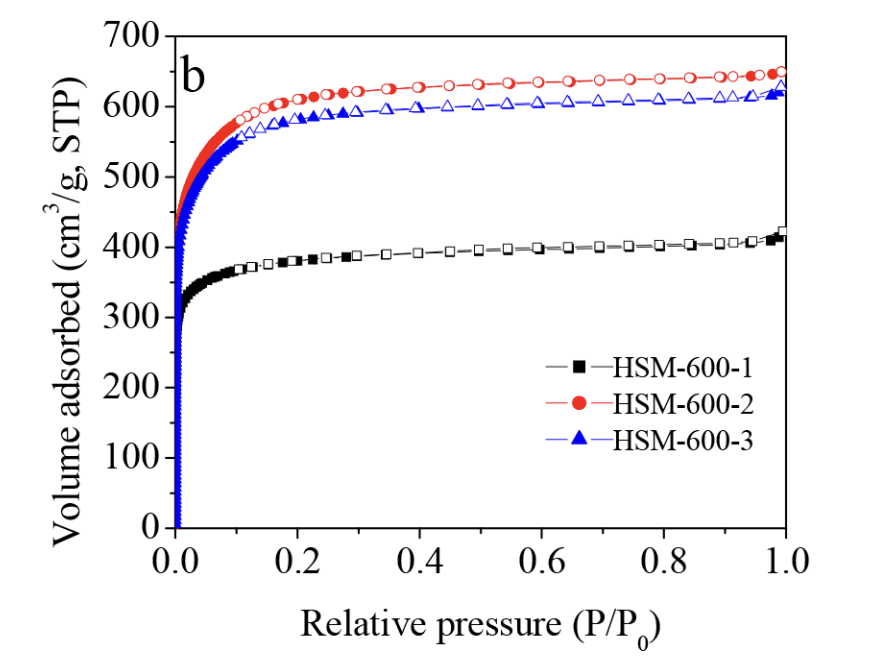 b
Volume adsorbed (cm³/g, STP)
700
600
500
400
300
200
100
0
HSM-600-1
HSM-600-2
HSM-600-3
0.0 0.2 0.4 0.6 0.8 1.0
Relative pressure (P/P₀)